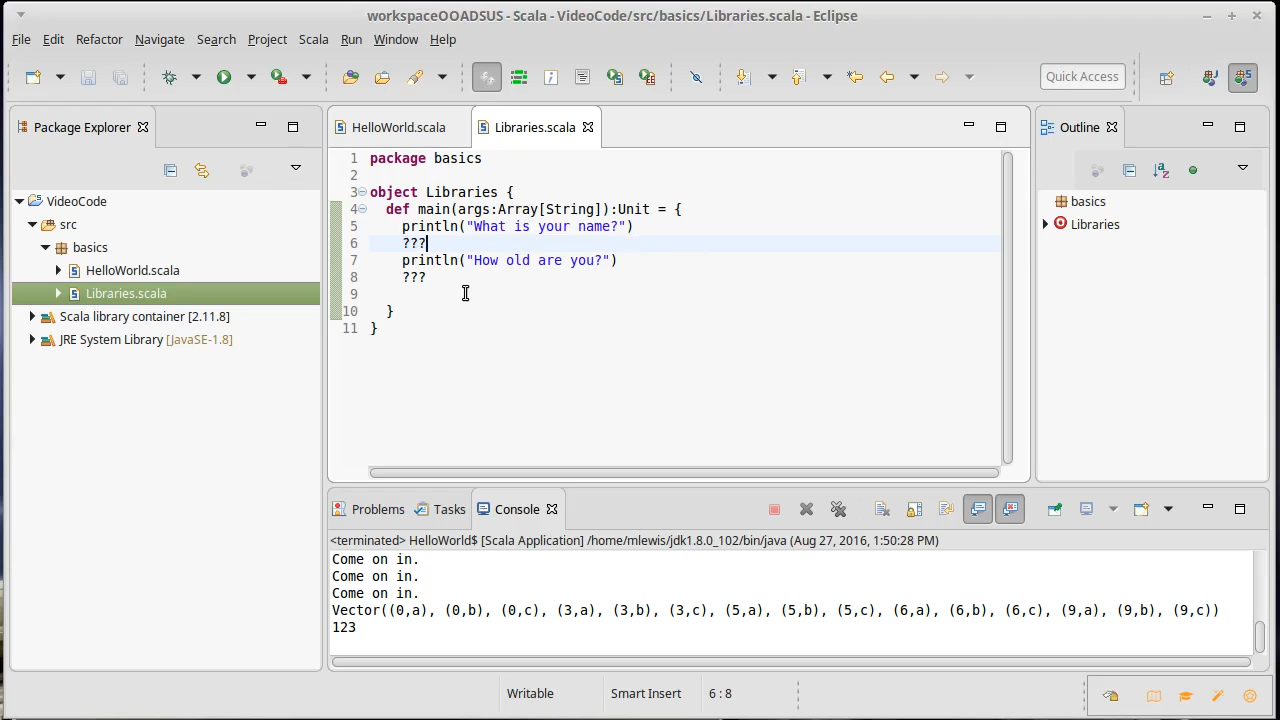 workspaceOOADSUS - Scala - VideoCode/src/basics/Libraries.scala - Eclipse
File Edit Refactor Navigate Search Project Scala Run Window Help
Quick Access
Package Explorer
VideoCode
src
basics
HelloWorld.scala
Libraries.scala
Scala library container [2.11.8]
JRE System Library [JavaSE-1.8]
HelloWorld.scala Libraries.scala
1 package basics
2
3 object Libraries {
4 def main(args:Array[String]):Unit = {
5 println("What is your name?")
6 ???
7 println("How old are you?")
8 ???
9
10 }
11 }
Outline
basics
Libraries
Problems Tasks Console
<terminated> HelloWorld$ [Scala Application] /home/mlewis/jdk1.8.0_102/bin/java (Aug 27, 2016, 1:50:28 PM)
Come on in.
Come on in.
Come on in.
Vector((0,a), (0,b), (0,c), (3,a), (3,b), (3,c), (5,a), (5,b), (5,c), (6,a), (6,b), (6,c), (9,a), (9,b), (9,c))
123
Writable Smart Insert 6 : 8